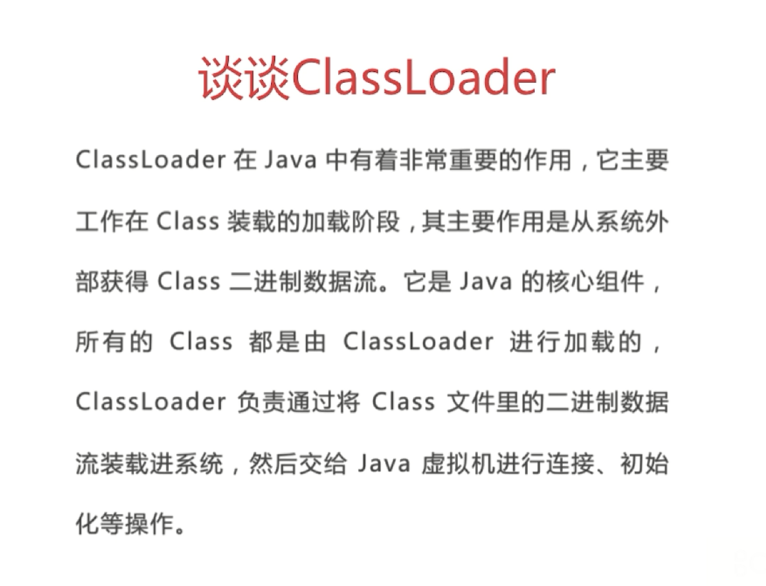 谈谈ClassLoader
ClassLoader 在 Java 中有着非常重要的作用，它主要
工作在 Class 装载的加载阶段，其主要作用是从系统外
部获得 Class 二进制数据流。它是 Java 的核心组件，
所有的 Class 都是由 ClassLoader 进行加载的，
ClassLoader 负责通过将 Class 文件里的二进制数据
流装载进系统，然后交给 Java 虚拟机进行连接、初始
化等操作。